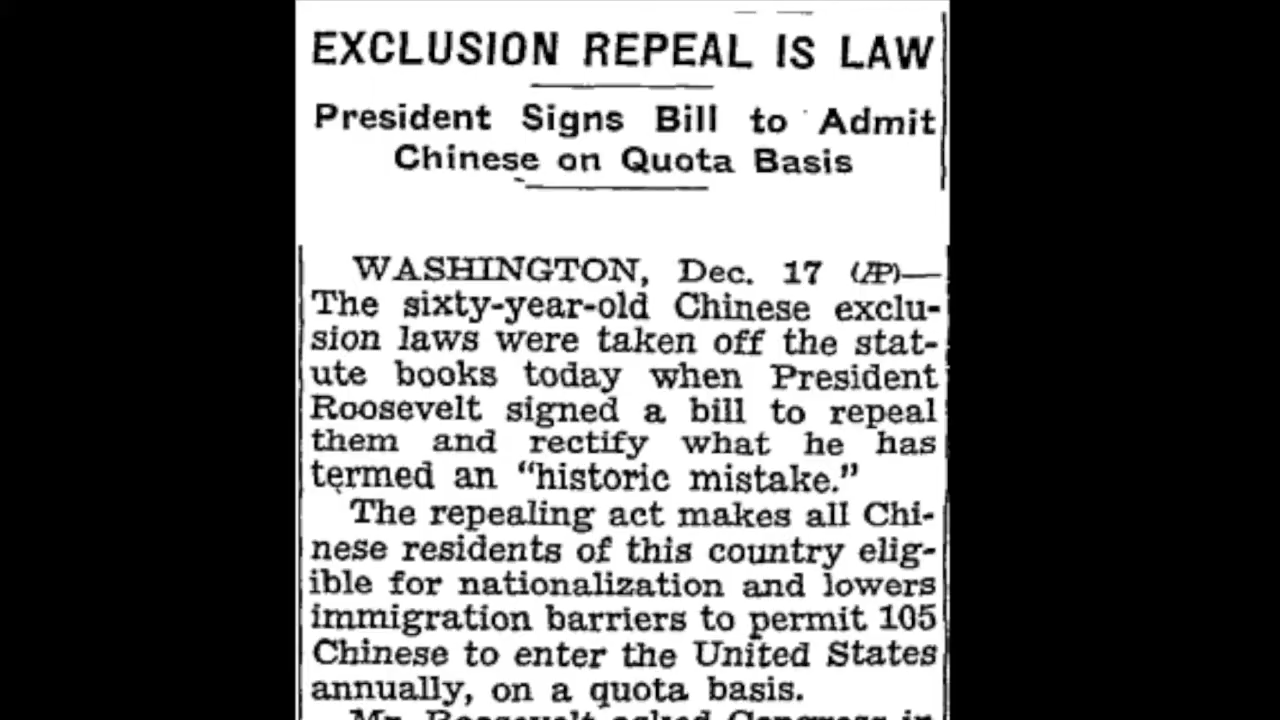 EXCLUSION REPEAL IS LAW
President Signs Bill to Admit
Chinese on Quota Basis
WASHINGTON, Dec. 17 (AP)—
The sixty-year-old Chinese exclu-
sion laws were taken off the stat-
ute books today when President
Roosevelt signed a bill to repeal
them and rectify what he has
termed an “historic mistake.”
The repealing act makes all Chi-
nese residents of this country elig-
ible for nationalization and lowers
immigration barriers to permit 105
Chinese to enter the United States
annually, on a quota basis.
Mr. Roosevelt asked Congress in